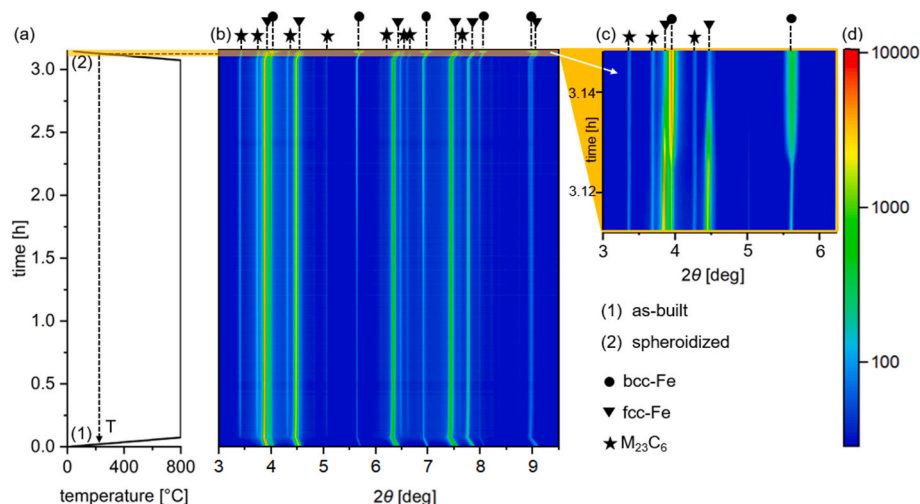 (a)
(b)
(c)
(d)
(2)
3.0
2.5
2.0
1.5
1.0
0.5
0.0
time [h]
(1)
T
0
400
800
temperature [°C]
3
4
5
6
7
8
9
2θ [deg]
3.14
3.12
time [h]
3
4
5
6
2θ [deg]
10000
1000
100
(1) as-built
(2) spheroidized
bcc-Fe
fcc-Fe
M₂₃C₆